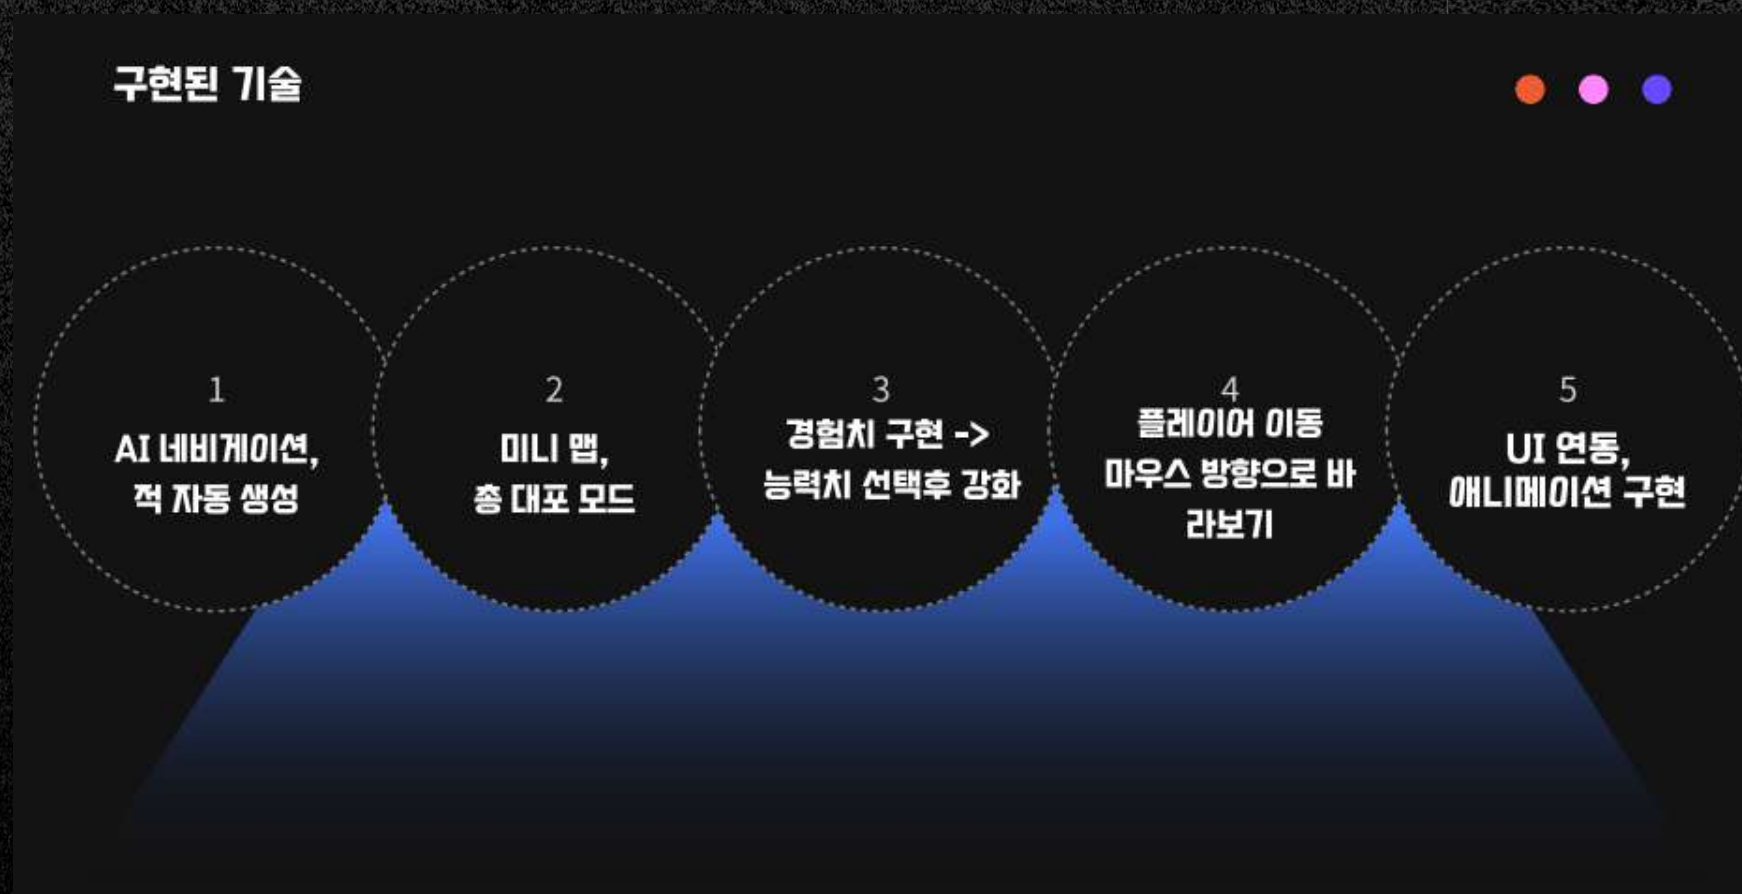 구현된 기술
1
AI 네비게이션,
적 자동 생성
2
미니 맵,
총 대포 모드
3
경험치 구현 ->
능력치 선택후 강화
4
플레이어 이동
마우스 방향으로 바
라보기
5
UI 연동,
애니메이션 구현